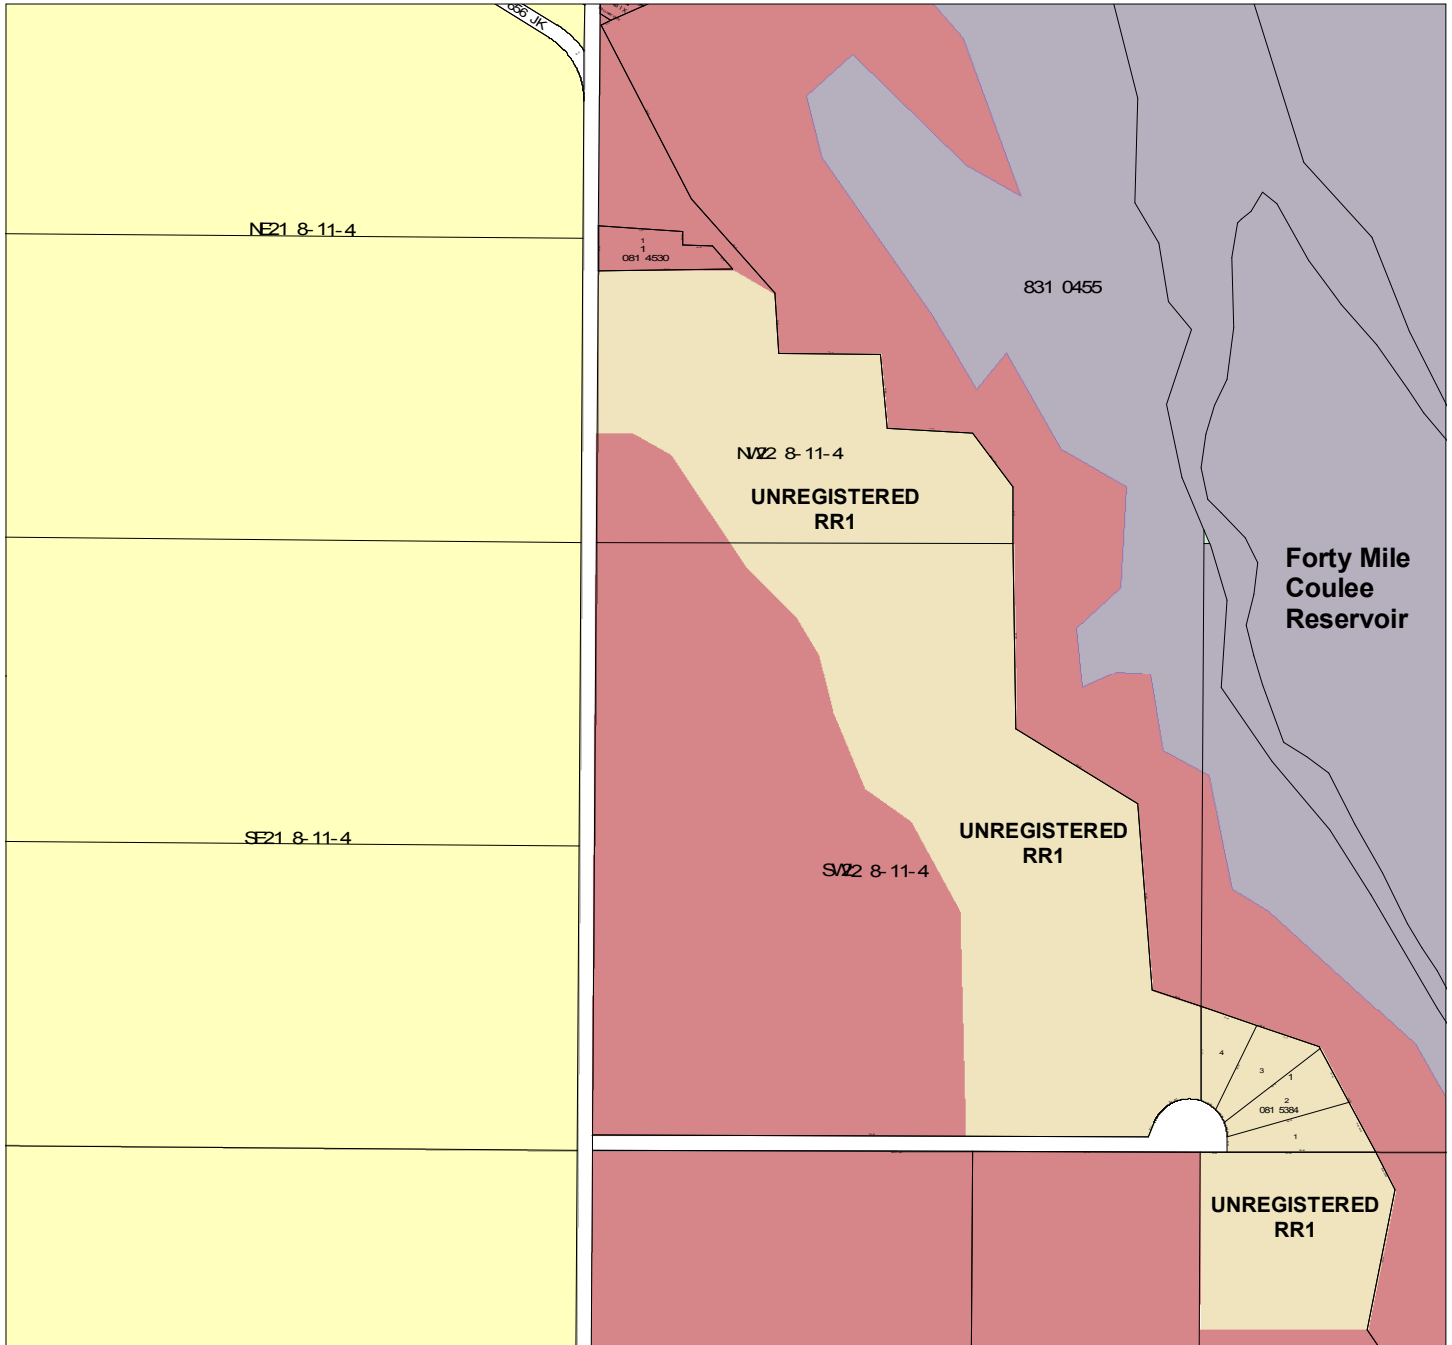 656 JK
NE21 8-11-4
1
1
081 4530
831 0455
NW22 8-11-4
UNREGISTERED
RR1
Forty Mile
Coulee
Reservoir
SE21 8-11-4
UNREGISTERED
RR1
SW22 8-11-4
4
3
1
2
081 5384
1
UNREGISTERED
RR1